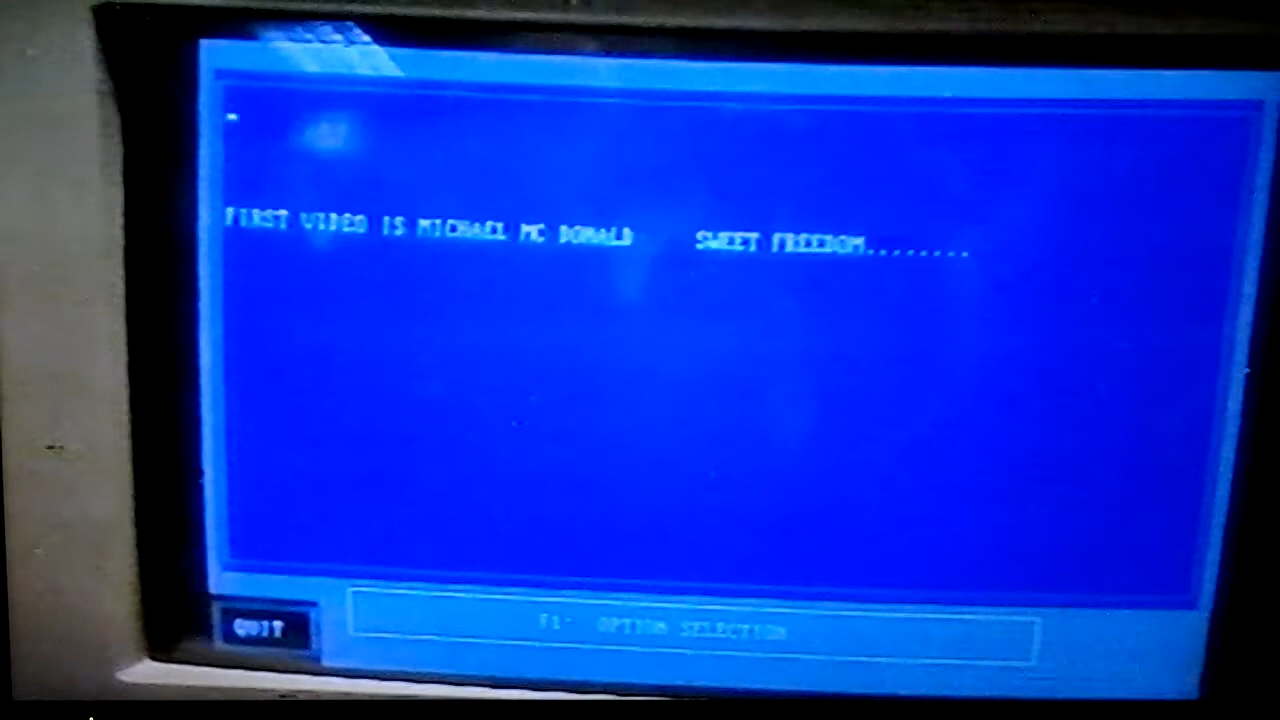 FIRST VIDEO IS MICHAEL MC DONALD SWEET FREEDOM........
QUIT
F1- OPTION SELECTION